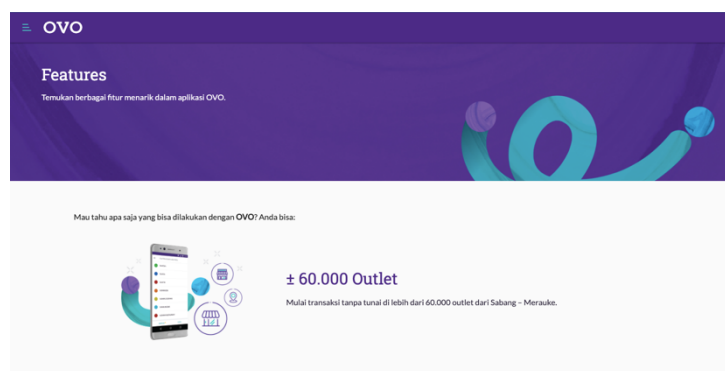 OVO
Features
Temukan berbagai fitur menarik dalam aplikasi OVO.
Mau tahu apa saja yang bisa dilakukan dengan OVO? Anda bisa:
± 60.000 Outlet
Mulai transaksi tanpa tunai di lebih dari 60.000 outlet dari Sabang – Merauke.